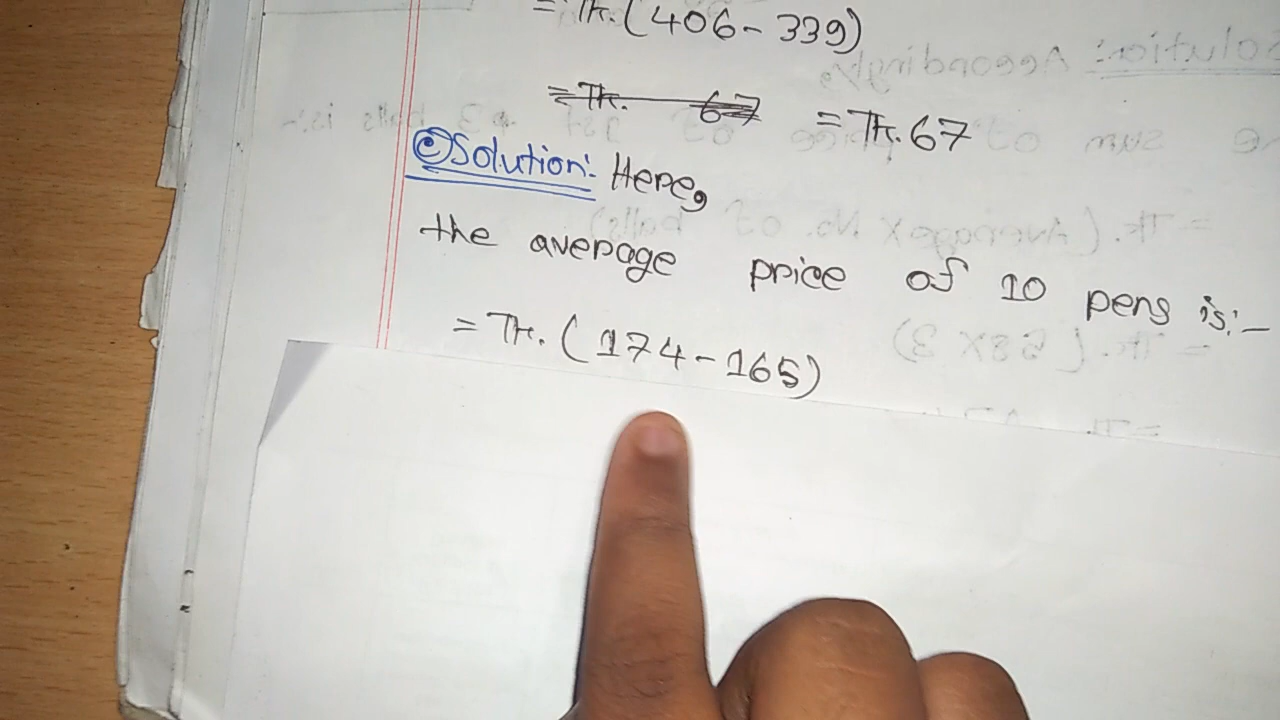 = Tk. (406 - 339)
= Tk. 67 = Tk. 67
ⓒ Solution: Here,
the average price of 10 pens is:-
= Tk. (174 - 165)